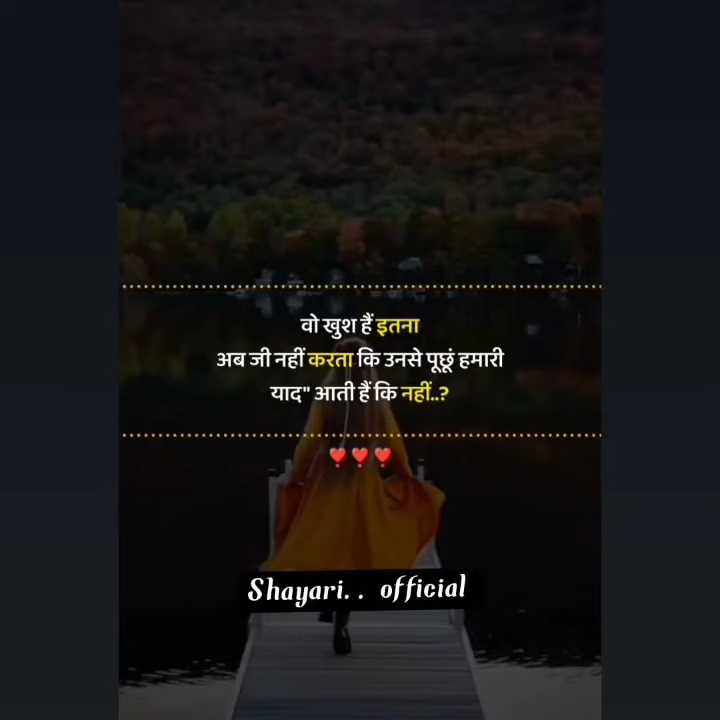 वो खुश हैं इतना
अब जी नहीं करता कि उनसे पूछूं हमारी
याद" आती हैं कि नहीं..?
Shayari. . official